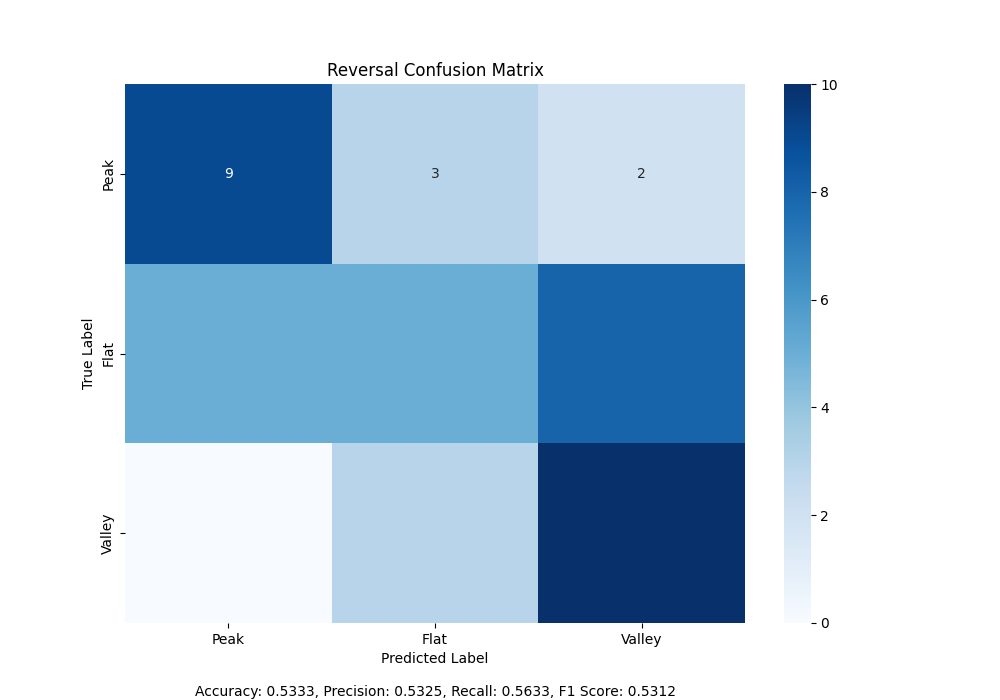 Reversal Confusion Matrix
10
Peak
9
3
2
8
6
True Label
Flat
4
Valley
2
0
Peak
Flat
Valley
Predicted Label
Accuracy: 0.5333, Precision: 0.5325, Recall: 0.5633, F1 Score: 0.5312